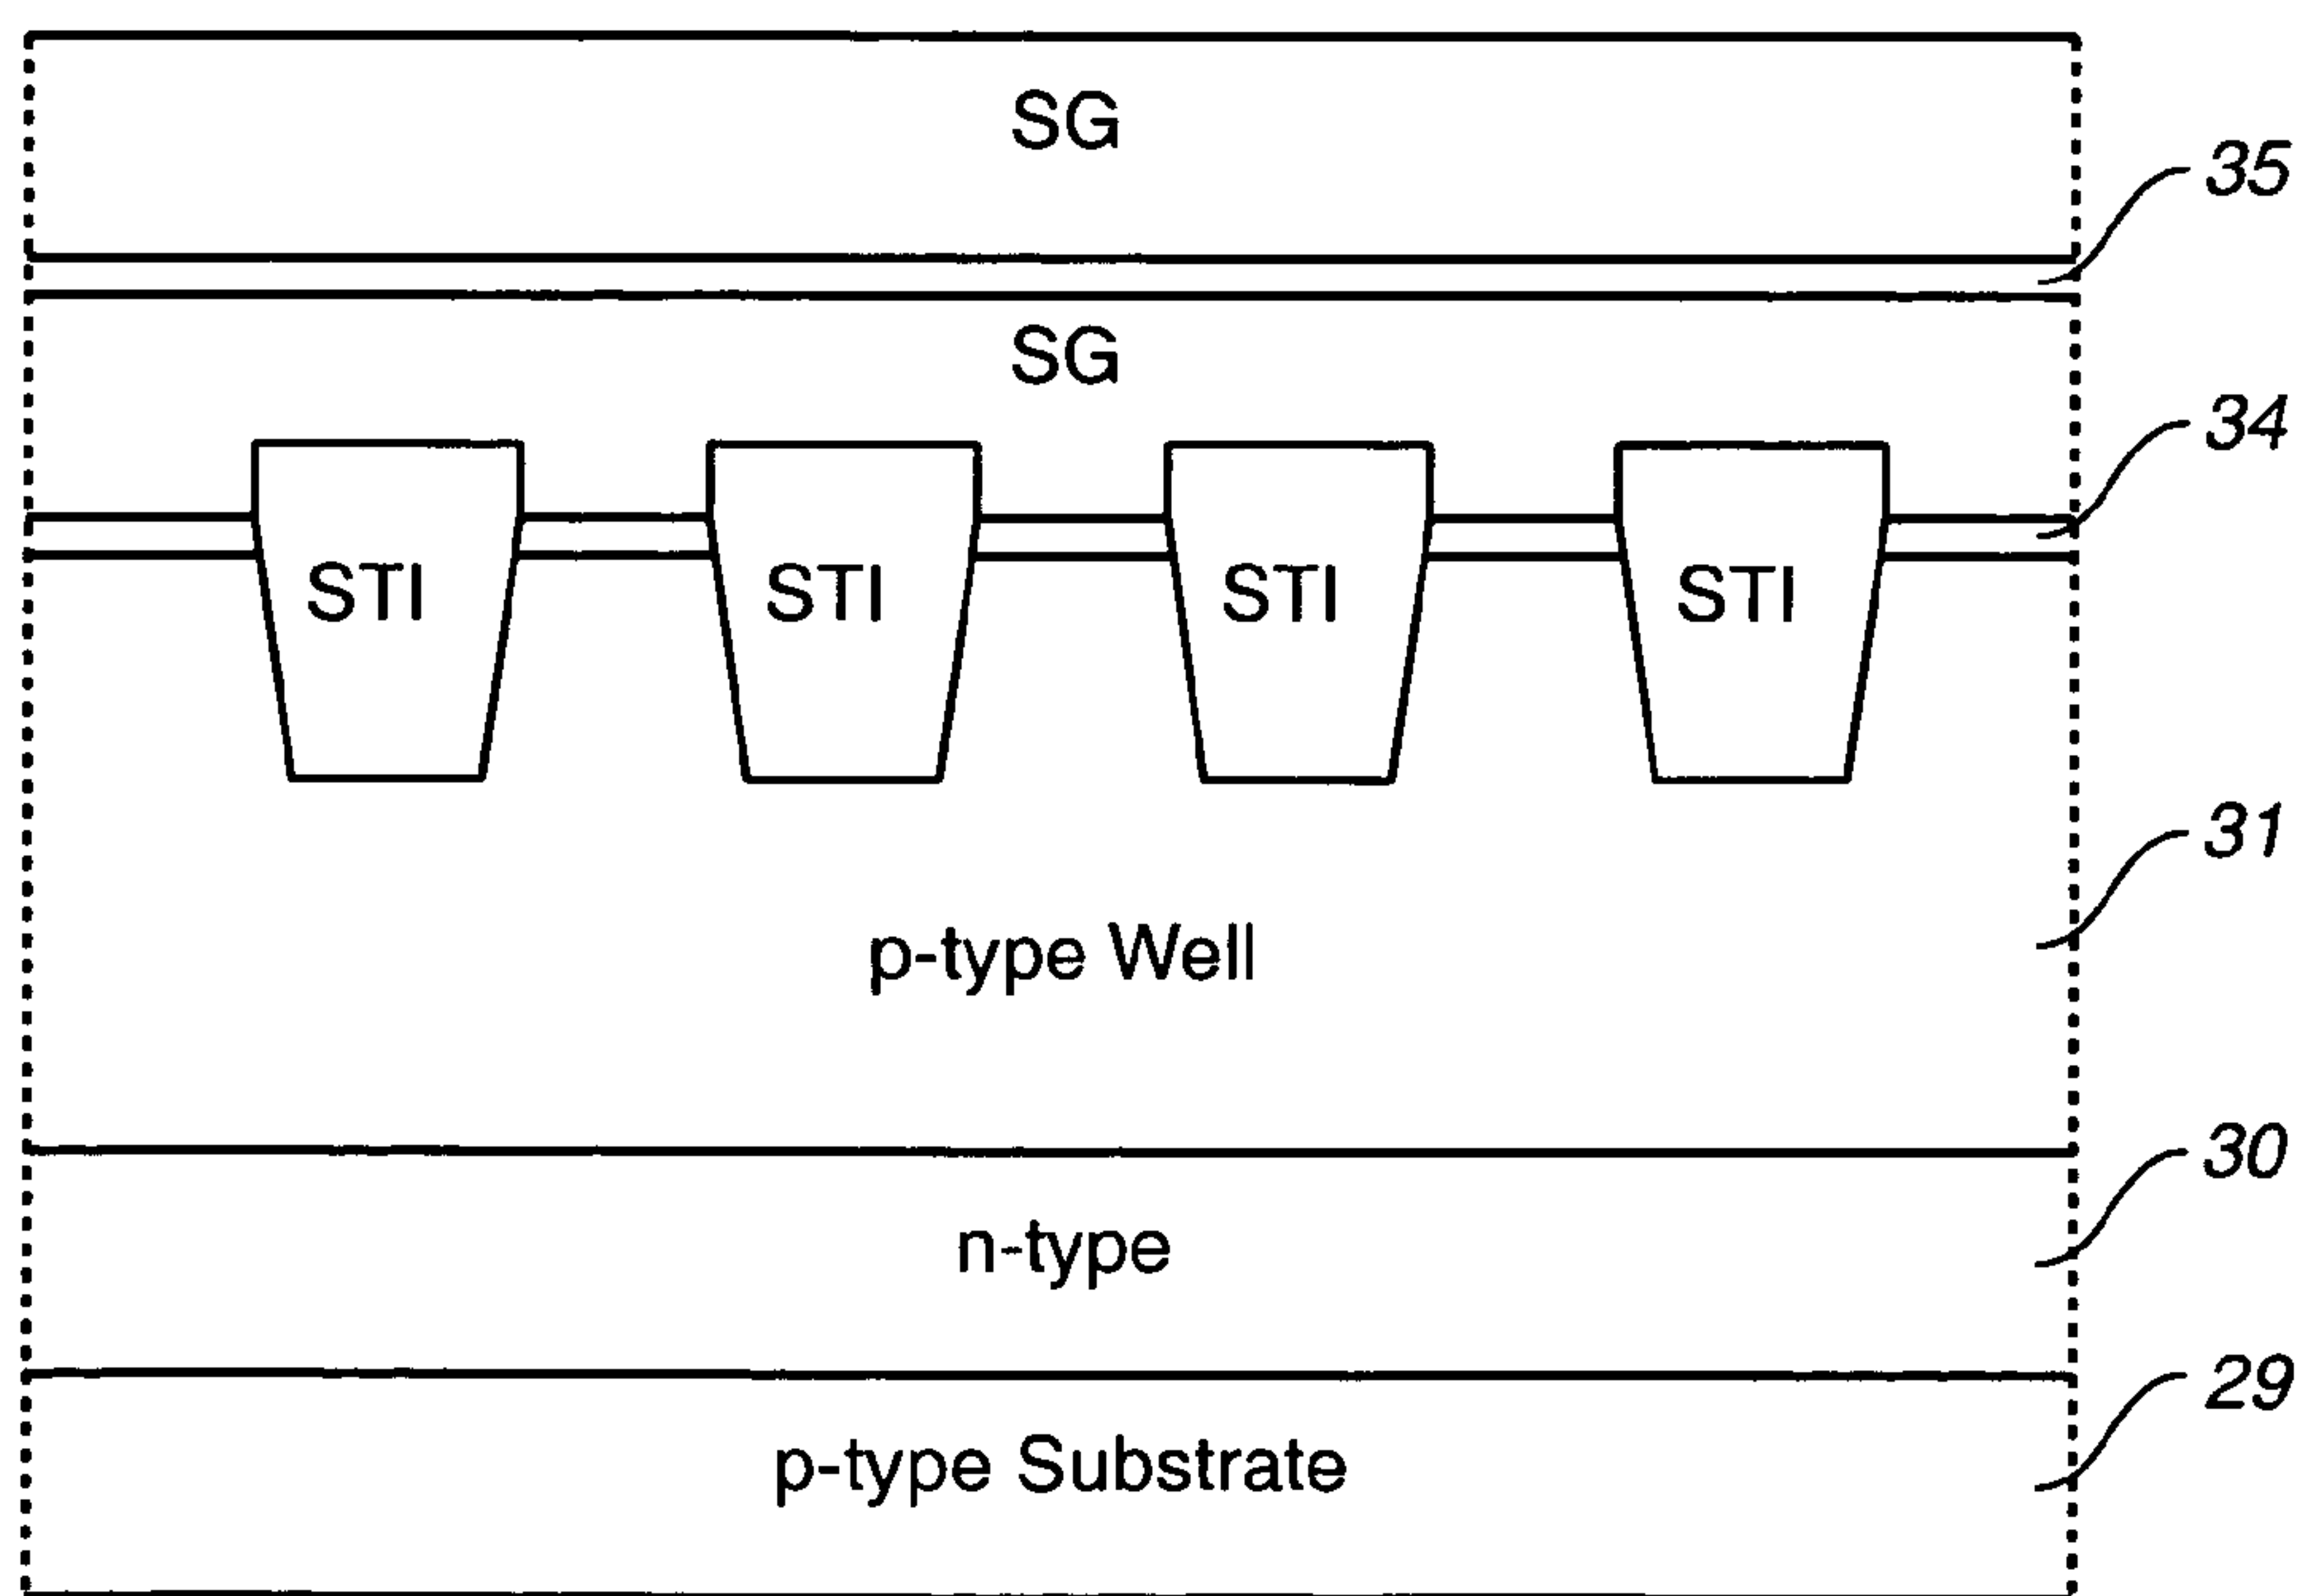 SG
35
SG
34
STI STI STI STI
31
p-type Well
30
n-type
29
p-type Substrate